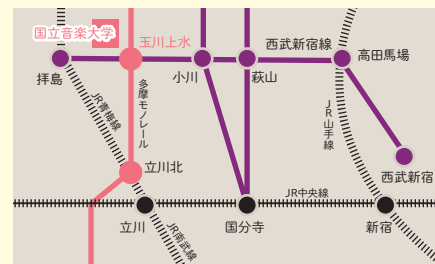 国立音楽大学
玉川上水
西武新宿線
高田馬場
拝島
小川
萩山
JR青梅線
多摩モノレール
JR山手線
立川北
西武新宿
JR中央線
立川
国分寺
新宿
JR南武線